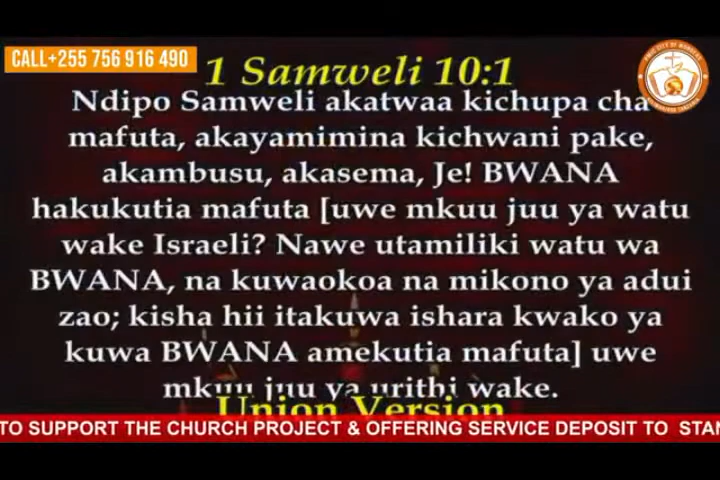 CALL+255 756 916 490
1 Samweli 10:1
Ndipo Samweli akatwaa kichupa cha
mafuta, akayamimina kichwani pake,
akambusu, akasema, Je! BWANA
hakukutia mafuta [uwe mkuu juu ya watu
wake Israeli? Nawe utamiliki watu wa
BWANA, na kuwaokoa na mikono ya adui
zao; kisha hii itakuwa ishara kwako ya
kuwa BWANA amekutia mafuta] uwe
mkuu juu ya urithi wake.
Union Version
TO SUPPORT THE CHURCH PROJECT & OFFERING SERVICE DEPOSIT TO STAN